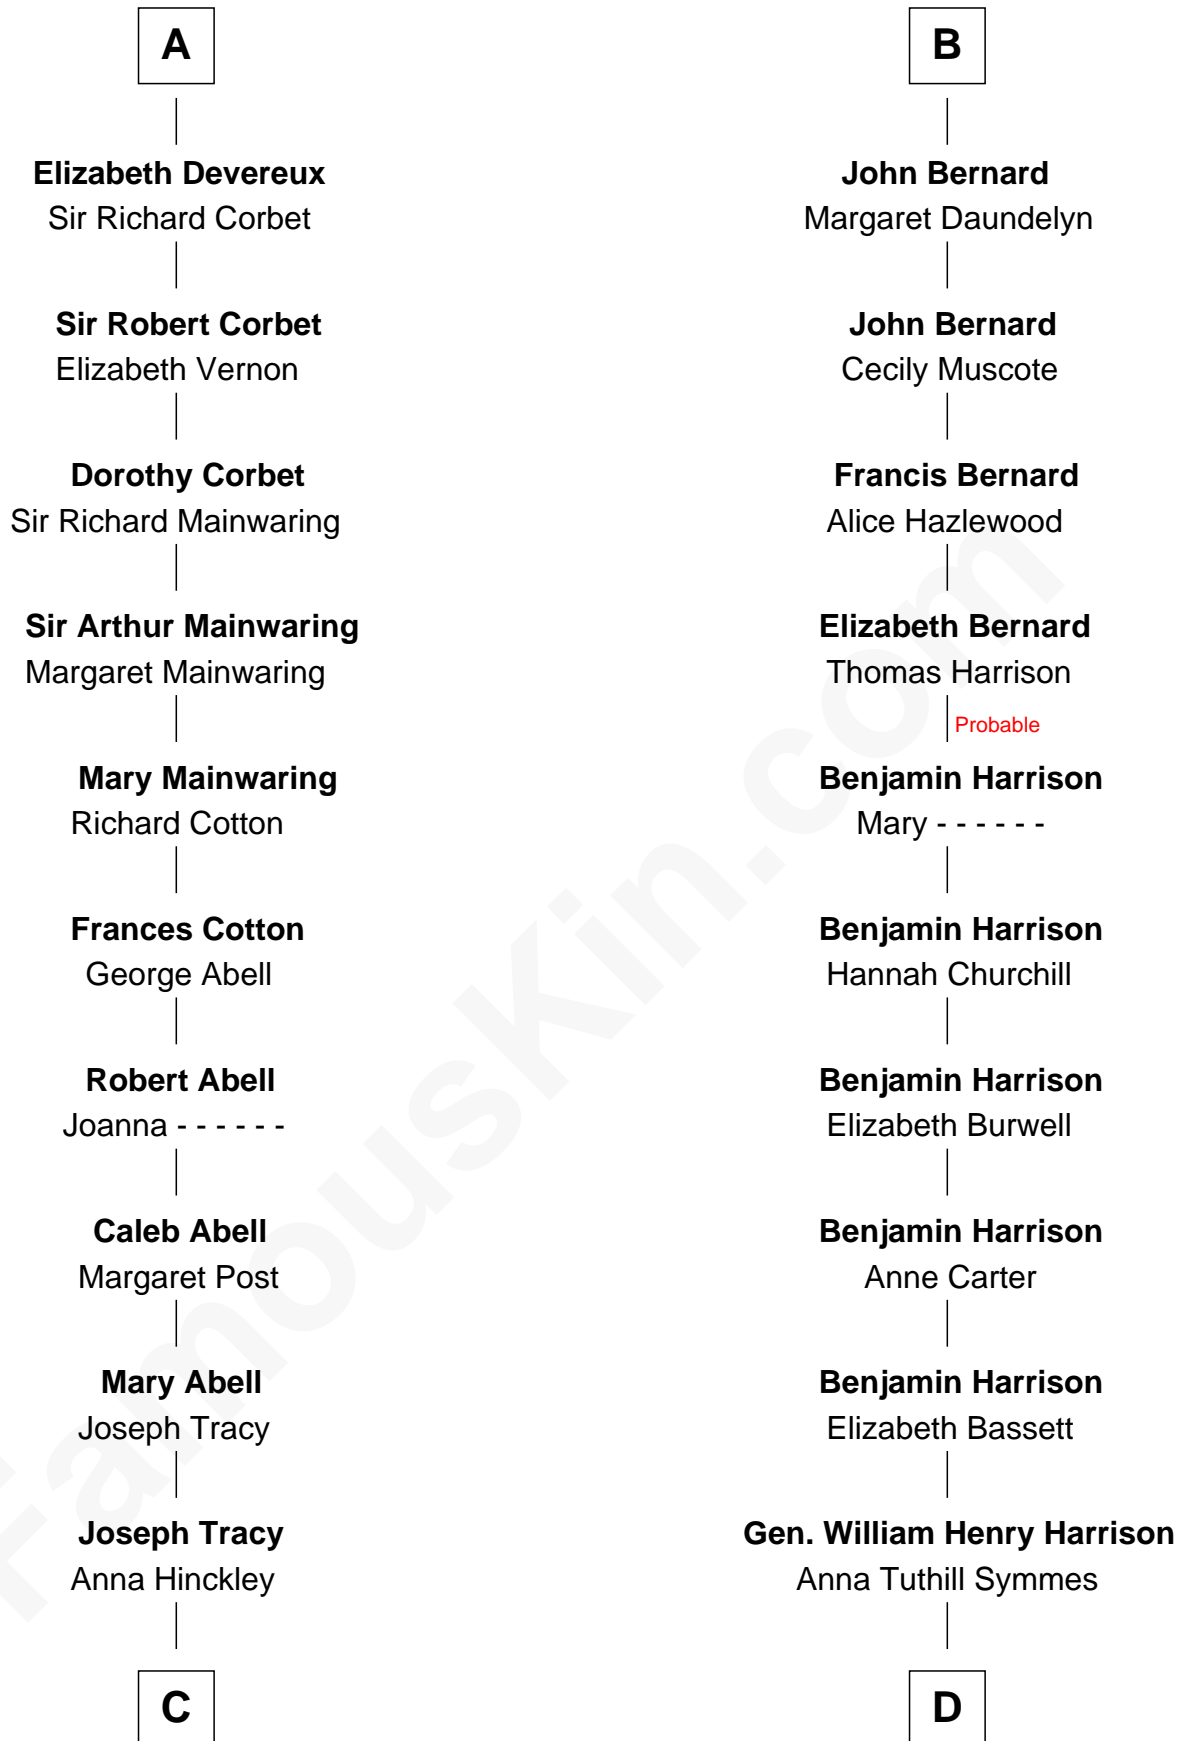 A
Elizabeth Devereux
Sir Richard Corbet
Sir Robert Corbet
Elizabeth Vernon
Dorothy Corbet
Sir Richard Mainwaring
Sir Arthur Mainwaring
Margaret Mainwaring
Mary Mainwaring
Richard Cotton
Frances Cotton
George Abell
Robert Abell
Joanna - - - - - -
Caleb Abell
Margaret Post
Mary Abell
Joseph Tracy
Joseph Tracy
Anna Hinckley
C
B
John Bernard
Margaret Daundelyn
John Bernard
Cecily Muscote
Francis Bernard
Alice Hazlewood
Elizabeth Bernard
Thomas Harrison
Probable
Benjamin Harrison
Mary - - - - - -
Benjamin Harrison
Hannah Churchill
Benjamin Harrison
Elizabeth Burwell
Benjamin Harrison
Anne Carter
Benjamin Harrison
Elizabeth Bassett
Gen. William Henry Harrison
Anna Tuthill Symmes
D
FamousKin.com